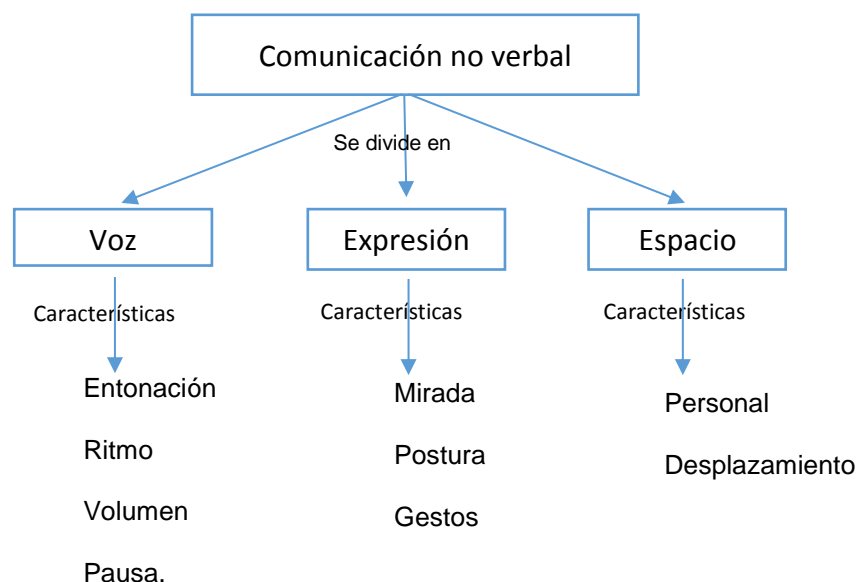 Comunicación no verbal
Se divide en
Voz
Expresión
Espacio
Características
Características
Características
Entonación
Ritmo
Volumen
Pausa.
Mirada
Postura
Gestos
Personal
Desplazamiento